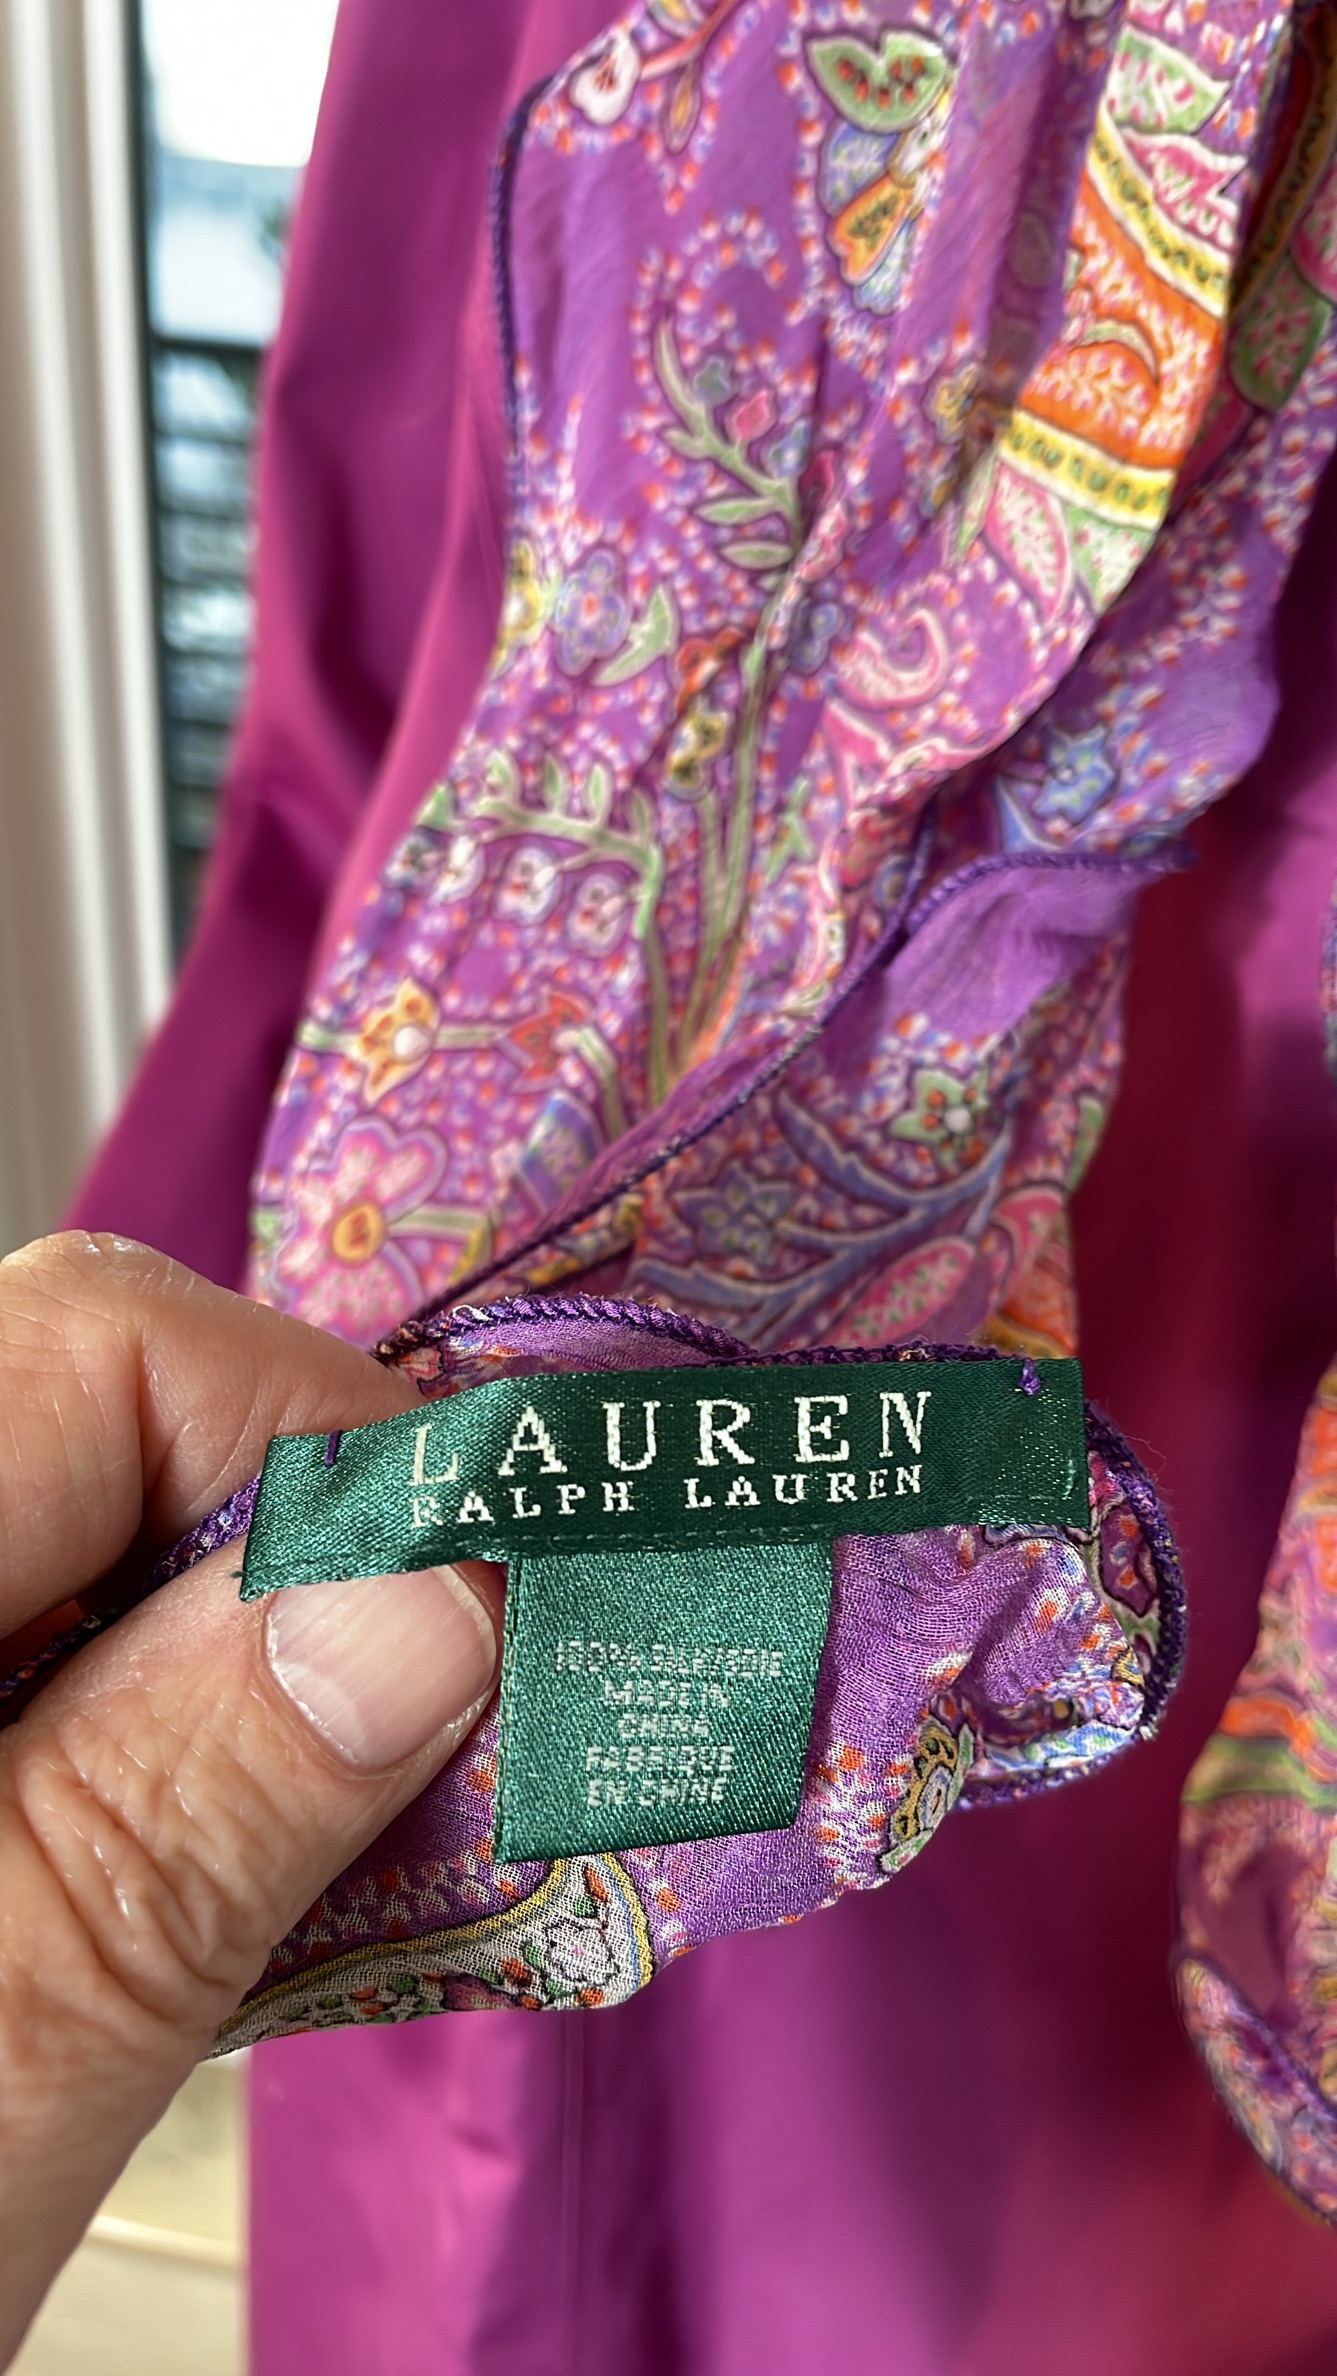 LAUREN
RALPH LAUREN
100% SILK/SOIE
MADE IN
CHINA
FABRIQUE
EN CHINE